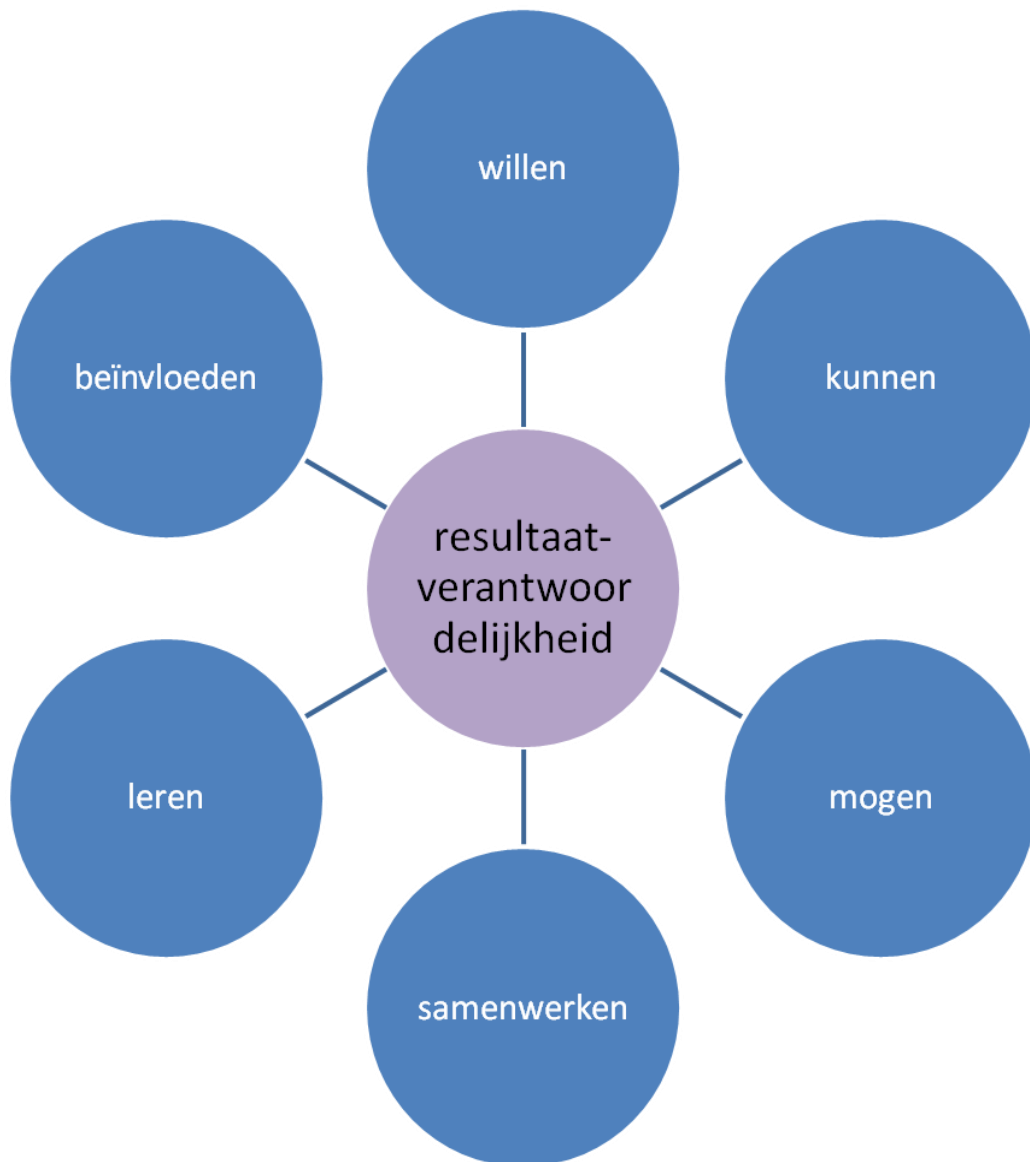 willen
beïnvloeden
kunnen
resultaat-
verantwoor
delijkheid
leren
mogen
samenwerken